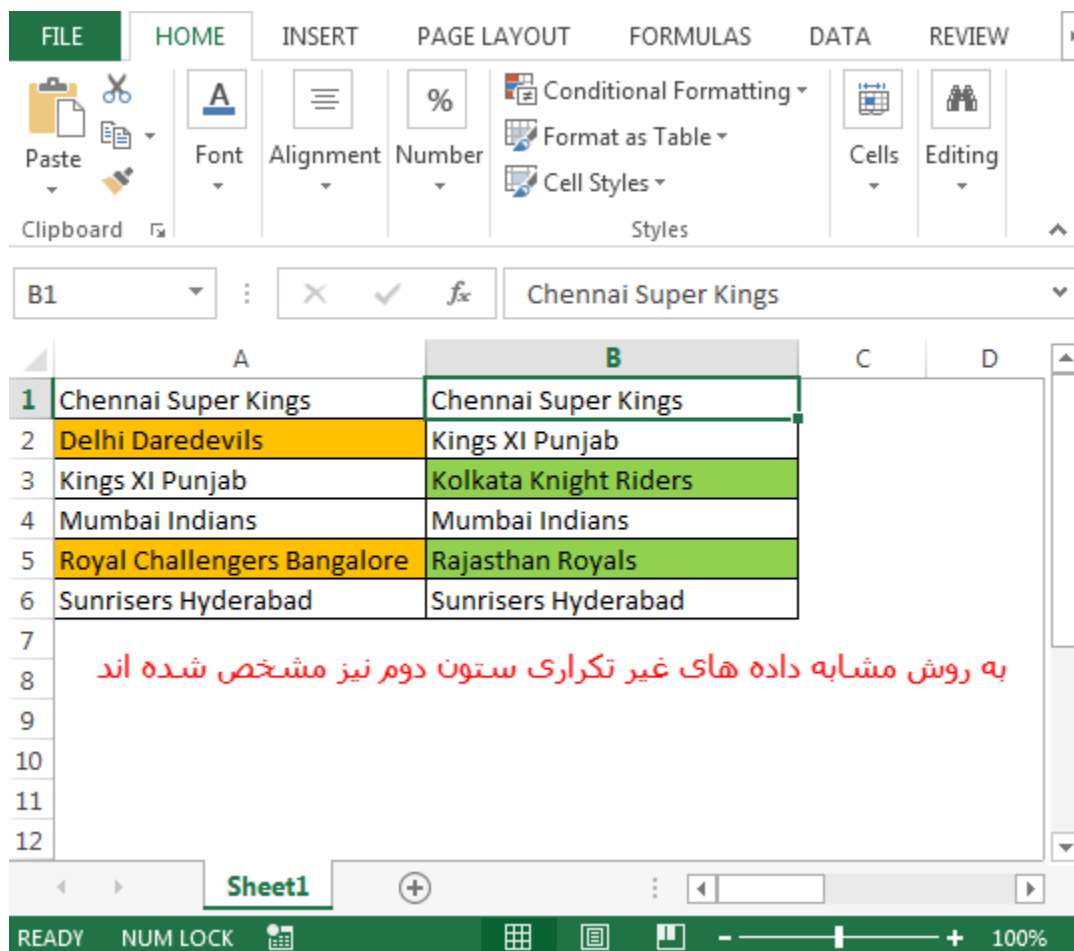 FILE HOME INSERT PAGE LAYOUT FORMULAS DATA REVIEW
Conditional Formatting
Format as Table
Cell Styles
Paste Font Alignment Number Cells Editing
Clipboard Styles
B1 fx Chennai Super Kings
A B C D
1 Chennai Super Kings Chennai Super Kings
2 Delhi Daredevils Kings XI Punjab
3 Kings XI Punjab Kolkata Knight Riders
4 Mumbai Indians Mumbai Indians
5 Royal Challengers Bangalore Rajasthan Royals
6 Sunrisers Hyderabad Sunrisers Hyderabad
7
به روش مشابه داده های غیر تکراری ستون دوم نیز مشخص شده اند
8
9
10
11
12
Sheet1
READY NUM LOCK 100%